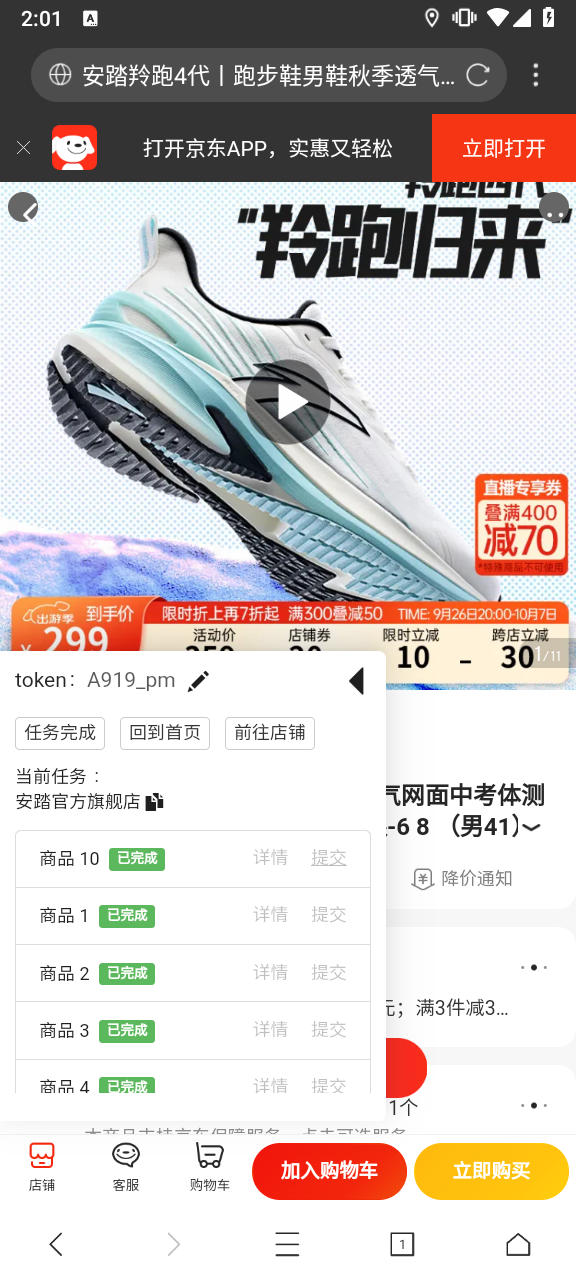 2:01
A
安踏羚跑4代丨跑步鞋男鞋秋季透气...
打开京东APP，实惠又轻松
立即打开
羚跑四代
"羚跑归来"
直播专享券
叠满400
减70
*特殊商品不可使用
出游季 到手价
限时折上再7折起 满300叠减50 TIME: 9月26日20:00-10月7日
¥299
活动价 店铺券 限时立减 跨店立减
10 - 30
1/11
token： A919_pm
任务完成 回到首页 前往店铺
当前任务：
安踏官方旗舰店
气网面中考体测
-6 8 （男41）
降价通知
商品 10 已完成 详情 提交
商品 1 已完成 详情 提交
商品 2 已完成 详情 提交
元；满3件减3...
商品 3 已完成 详情 提交
商品 4 已完成 详情 提交
1个
店铺
客服
购物车
加入购物车
立即购买
1